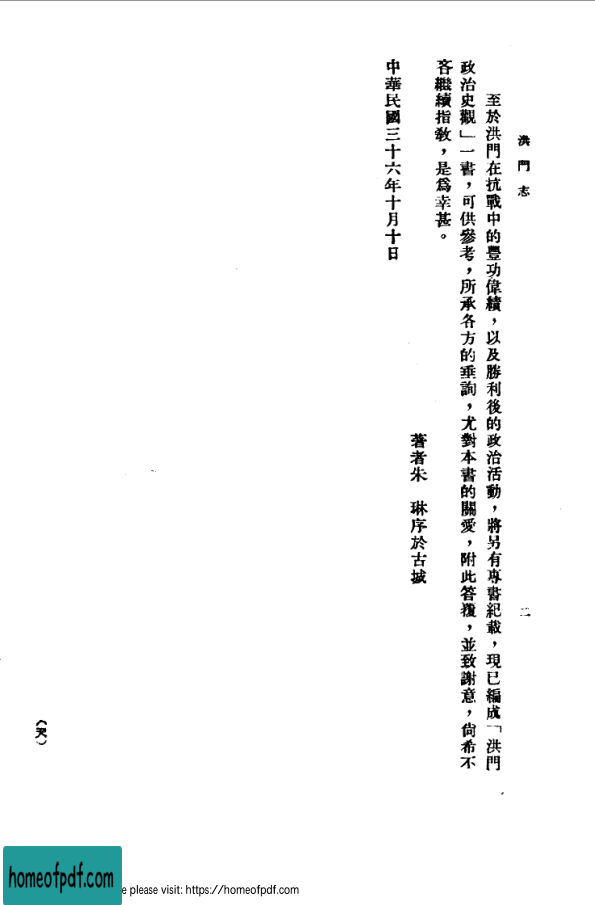 洪門志
二
至於洪門在抗戰中的豐功偉績，以及勝利後的政治活動，將另有專書紀載，現已編成「洪門
政治史觀」一書，可供參考，所承各方的垂詢，尤對本書的關愛，附此答覆，並致謝意，尙希不
吝繼續指敎，是爲幸甚。
著者朱　琳序於古城
中華民國三十六年十月十日
（天）
homeofpdf.com
e please visit: https://homeofpdf.com